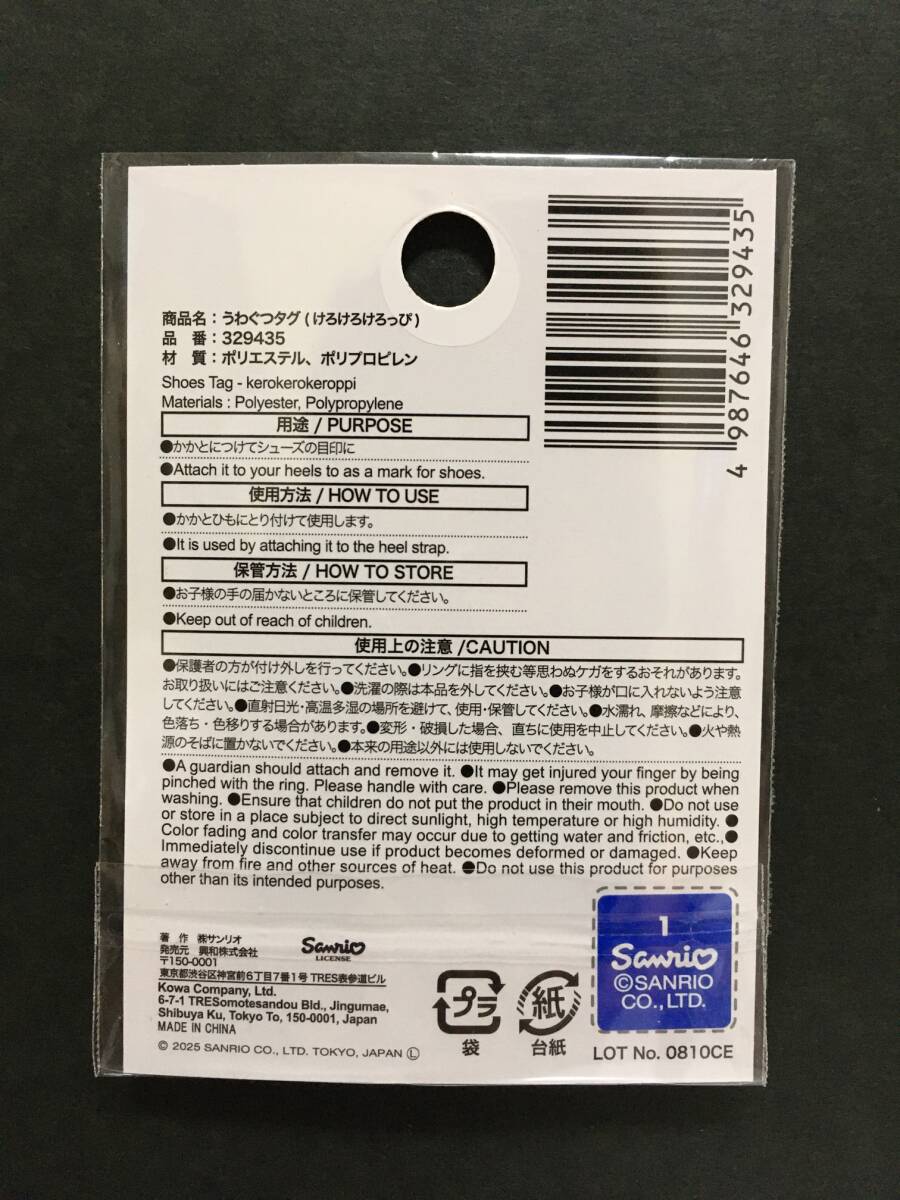 商品名：うわぐつタグ(けろけろけろっぴ)
品　番：329435
材　質：ポリエステル、ポリプロピレン
Shoes Tag - kerokerokeroppi
Materials : Polyester, Polypropylene
4 987646 329435
用途 / PURPOSE
●かかとにつけてシューズの目印に
●Attach it to your heels to as a mark for shoes.
使用方法 / HOW TO USE
●かかとひもにとり付けて使用します。
●It is used by attaching it to the heel strap.
保管方法 / HOW TO STORE
●お子様の手の届かないところに保管してください。
●Keep out of reach of children.
使用上の注意 /CAUTION
●保護者の方が付け外しを行ってください。●リングに指を挟む等思わぬケガをするおそれがあります。
お取り扱いにはご注意ください。●洗濯の際は本品を外してください。●お子様が口に入れないよう注意
してください。●直射日光・高温多湿の場所を避けて、使用・保管してください。●水濡れ、摩擦などにより、
色落ち・色移りする場合があります。●変形・破損した場合、直ちに使用を中止してください。●火や熱
源のそばに置かないでください。●本来の用途以外には使用しないでください。
●A guardian should attach and remove it. ●It may get injured your finger by being
pinched with the ring. Please handle with care. ●Please remove this product when
washing. ●Ensure that children do not put the product in their mouth. ●Do not use
or store in a place subject to direct sunlight, high temperature or high humidity. ●
Color fading and color transfer may occur due to getting water and friction, etc.,●
Immediately discontinue use if product becomes deformed or damaged. ●Keep
away from fire and other sources of heat. ●Do not use this product for purposes
other than its intended purposes.
著　作　㈱サンリオ
発売元　興和株式会社
〒150-0001
東京都渋谷区神宮前6丁目7番1号 TRES表参道ビル
Kowa Company, Ltd.
6-7-1 TRESomotesandou Bld., Jingumae,
Shibuya Ku, Tokyo To, 150-0001, Japan
MADE IN CHINA
© 2025 SANRIO CO., LTD. TOKYO, JAPAN Ⓛ
Sanrio
LICENSE
プラ
袋
紙
台紙
1
Sanrio
©SANRIO
CO.,LTD.
LOT No. 0810CE